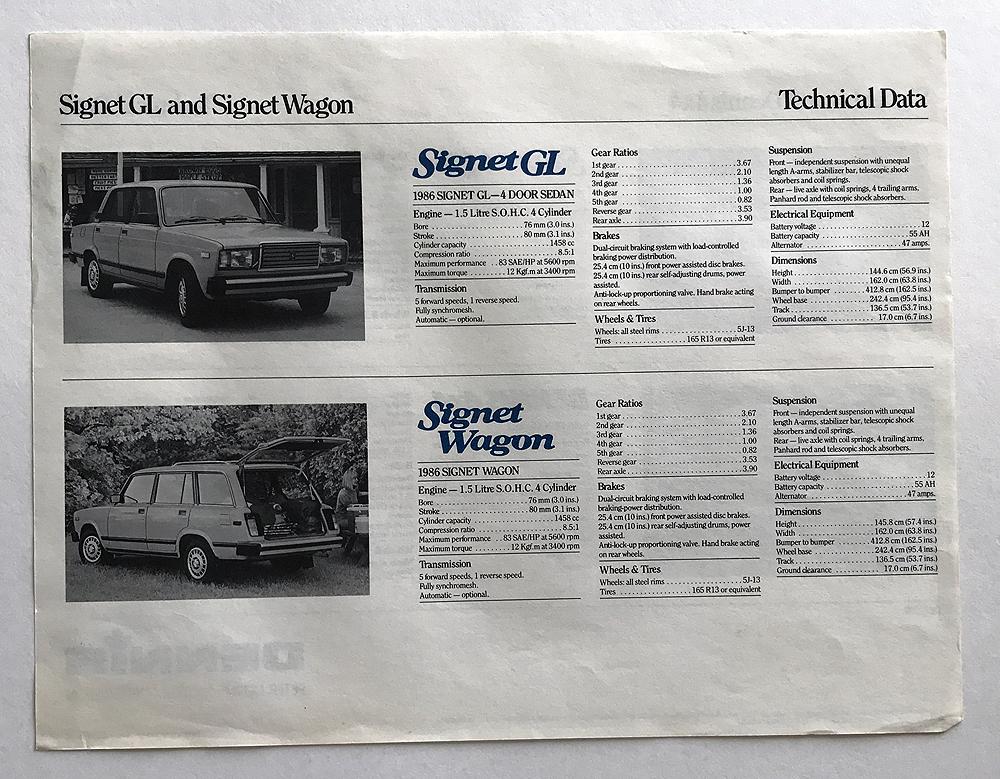 Signet GL and Signet Wagon
Technical Data
Signet GL
1986 SIGNET GL—4 DOOR SEDAN
Engine — 1.5 Litre S.O.H.C. 4 Cylinder
Bore . . . . . . . . 76 mm (3.0 ins.)
Stroke . . . . . . . . 80 mm (3.1 ins.)
Cylinder capacity . . . . . . . . 1458 cc
Compression ratio . . . . . . . . 8.5:1
Maximum performance . . 83 SAE/HP at 5600 rpm
Maximum torque . . . . . . . . 12 Kgf.m at 3400 rpm
Transmission
5 forward speeds, 1 reverse speed.
Fully synchromesh.
Automatic — optional.
Gear Ratios
1st gear . . . . . . . . 3.67
2nd gear . . . . . . . . 2.10
3rd gear . . . . . . . . 1.36
4th gear . . . . . . . . 1.00
5th gear . . . . . . . . 0.82
Reverse gear . . . . . . . . 3.53
Rear axle . . . . . . . . 3.90
Brakes
Dual-circuit braking system with load-controlled
braking power distribution.
25.4 cm (10 ins.) front power assisted disc brakes.
25.4 cm (10 ins.) rear self-adjusting drums, power
assisted.
Anti-lock-up proportioning valve. Hand brake acting
on rear wheels.
Wheels & Tires
Wheels: all steel rims . . . . . . . . 5J-13
Tires . . . . . . . . 165 R13 or equivalent
Suspension
Front — independent suspension with unequal
length A-arms, stabilizer bar, telescopic shock
absorbers and coil springs.
Rear — live axle with coil springs, 4 trailing arms,
Panhard rod and telescopic shock absorbers.
Electrical Equipment
Battery voltage . . . . . . . . 12
Battery capacity . . . . . . . . 55 AH
Alternator . . . . . . . . 47 amps.
Dimensions
Height . . . . . . . . 144.6 cm (56.9 ins.)
Width . . . . . . . . 162.0 cm (63.8 ins.)
Bumper to bumper . . . . . . . . 412.8 cm (162.5 ins.)
Wheel base . . . . . . . . 242.4 cm (95.4 ins.)
Track . . . . . . . . 136.5 cm (53.7 ins.)
Ground clearance . . . . . . . . 17.0 cm (6.7 ins.)
Signet
Wagon
1986 SIGNET WAGON
Engine — 1.5 Litre S.O.H.C. 4 Cylinder
Bore . . . . . . . . 76 mm (3.0 ins.)
Stroke . . . . . . . . 80 mm (3.1 ins.)
Cylinder capacity . . . . . . . . 1458 cc
Compression ratio . . . . . . . . 8.5:1
Maximum performance . . 83 SAE/HP at 5600 rpm
Maximum torque . . . . . . . . 12 Kgf.m at 3400 rpm
Transmission
5 forward speeds, 1 reverse speed.
Fully synchromesh.
Automatic — optional.
Gear Ratios
1st gear . . . . . . . . 3.67
2nd gear . . . . . . . . 2.10
3rd gear . . . . . . . . 1.36
4th gear . . . . . . . . 1.00
5th gear . . . . . . . . 0.82
Reverse gear . . . . . . . . 3.53
Rear axle . . . . . . . . 3.90
Brakes
Dual-circuit braking system with load-controlled
braking-power distribution.
25.4 cm (10 ins.) front power assisted disc brakes.
25.4 cm (10 ins.) rear self-adjusting drums, power
assisted.
Anti-lock-up proportioning valve. Hand brake acting
on rear wheels.
Wheels & Tires
Wheels: all steel rims . . . . . . . . 5J-13
Tires . . . . . . . . 165 R13 or equivalent
Suspension
Front — independent suspension with unequal
length A-arms, stabilizer bar, telescopic shock
absorbers and coil springs.
Rear — live axle with coil springs, 4 trailing arms,
Panhard rod and telescopic shock absorbers.
Electrical Equipment
Battery voltage . . . . . . . . 12
Battery capacity . . . . . . . . 55 AH
Alternator . . . . . . . . 47 amps.
Dimensions
Height . . . . . . . . 145.8 cm (57.4 ins.)
Width . . . . . . . . 162.0 cm (63.8 ins.)
Bumper to bumper . . . . . . . . 412.8 cm (162.5 ins.)
Wheel base . . . . . . . . 242.4 cm (95.4 ins.)
Track . . . . . . . . 136.5 cm (53.7 ins.)
Ground clearance . . . . . . . . 17.0 cm (6.7 ins.)